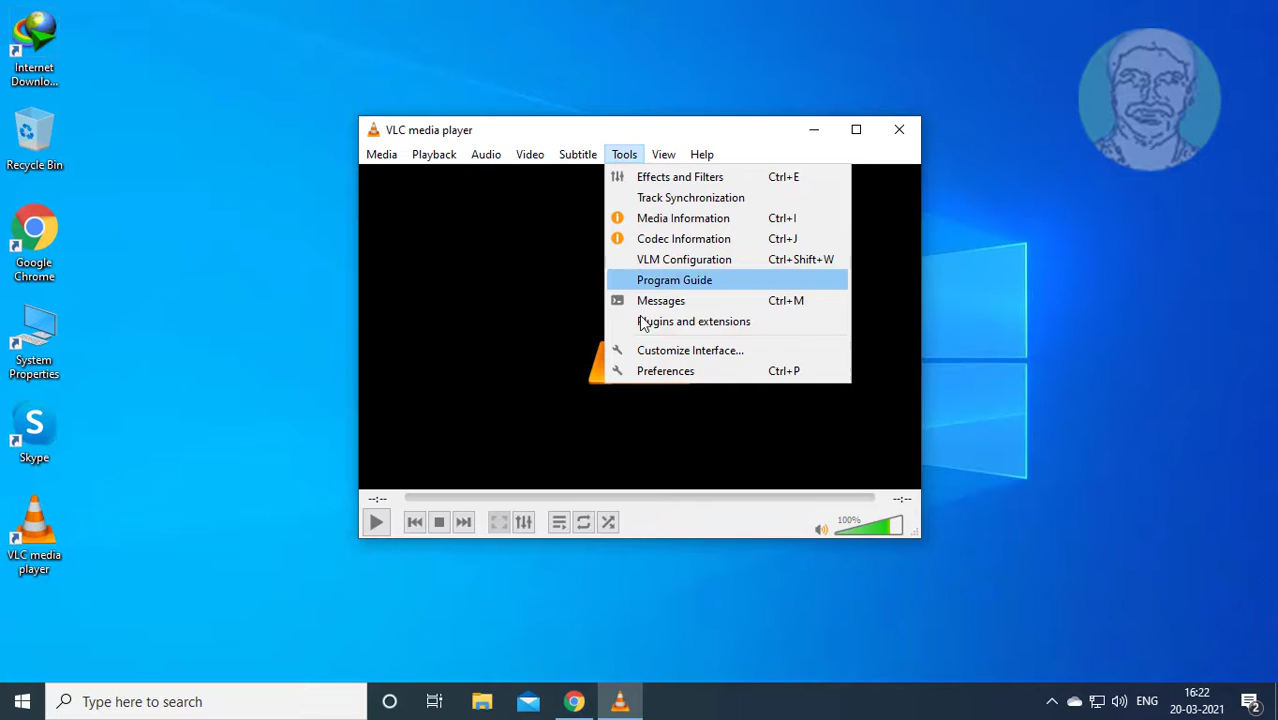 Internet
Downlo...
Recycle Bin
Google
Chrome
System
Properties
S
Skype
VLC media
player
VLC media player
Media Playback Audio Video Subtitle Tools View Help
Effects and Filters Ctrl+E
Track Synchronization
Media Information Ctrl+I
Codec Information Ctrl+J
VLM Configuration Ctrl+Shift+W
Program Guide
Messages Ctrl+M
Plugins and extensions
Customize Interface...
Preferences Ctrl+P
--:-- --:--
100%
Type here to search
ENG
16:22
20-03-2021
2